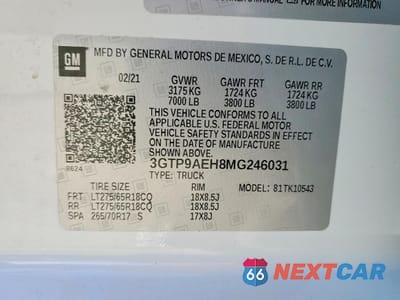 GM
MFD BY GENERAL MOTORS DE MEXICO, S. DE R.L. DE C.V.
02/21 GVWR GAWR FRT GAWR RR
3175 KG 1724 KG 1724 KG
7000 LB 3800 LB 3800 LB
THIS VEHICLE CONFORMS TO ALL APPLICABLE
U.S. FEDERAL MOTOR VEHICLE SAFETY
STANDARDS IN EFFECT ON THE DATE OF
MANUFACTURE SHOWN ABOVE.
3GTP9AEH8MG246031
R624
TYPE: TRUCK
TIRE SIZE RIM 81TK10543
FRT LT275/65R18CQ 18X8.5J
RR LT275/65R18CQ 18X8.5J
SPA 265/70R17 S 17X8J
66 NEXTCAR